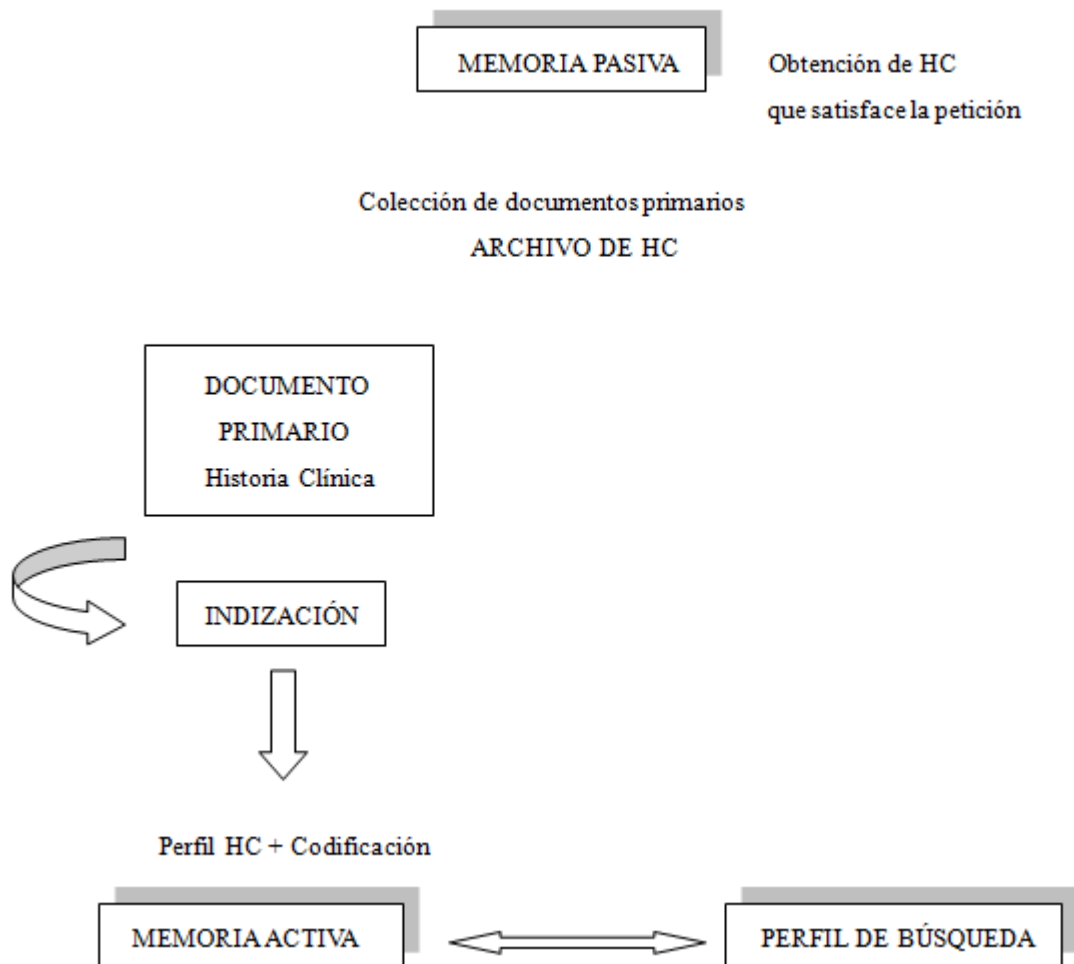 MEMORIA PASIVA
Obtención de HC
que satisface la petición
Colección de documentos primarios
ARCHIVO DE HC
DOCUMENTO
PRIMARIO
Historia Clínica
INDIZACIÓN
Perfil HC + Codificación
MEMORIA ACTIVA
PERFIL DE BÚSQUEDA